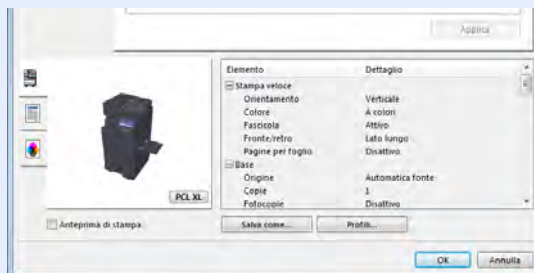 Applica
Elemento Dettaglio
Stampa veloce
Orientamento Verticale
Colore A colori
Fascicola Attivo
Fronte/retro Lato lungo
Pagine per foglio Disattivo
Base
Origine Automatica fonte
Copie 1
Fotocopie Disattivo
PCL XL
Anteprima di stampa Salva come... Profili...
OK Annulla